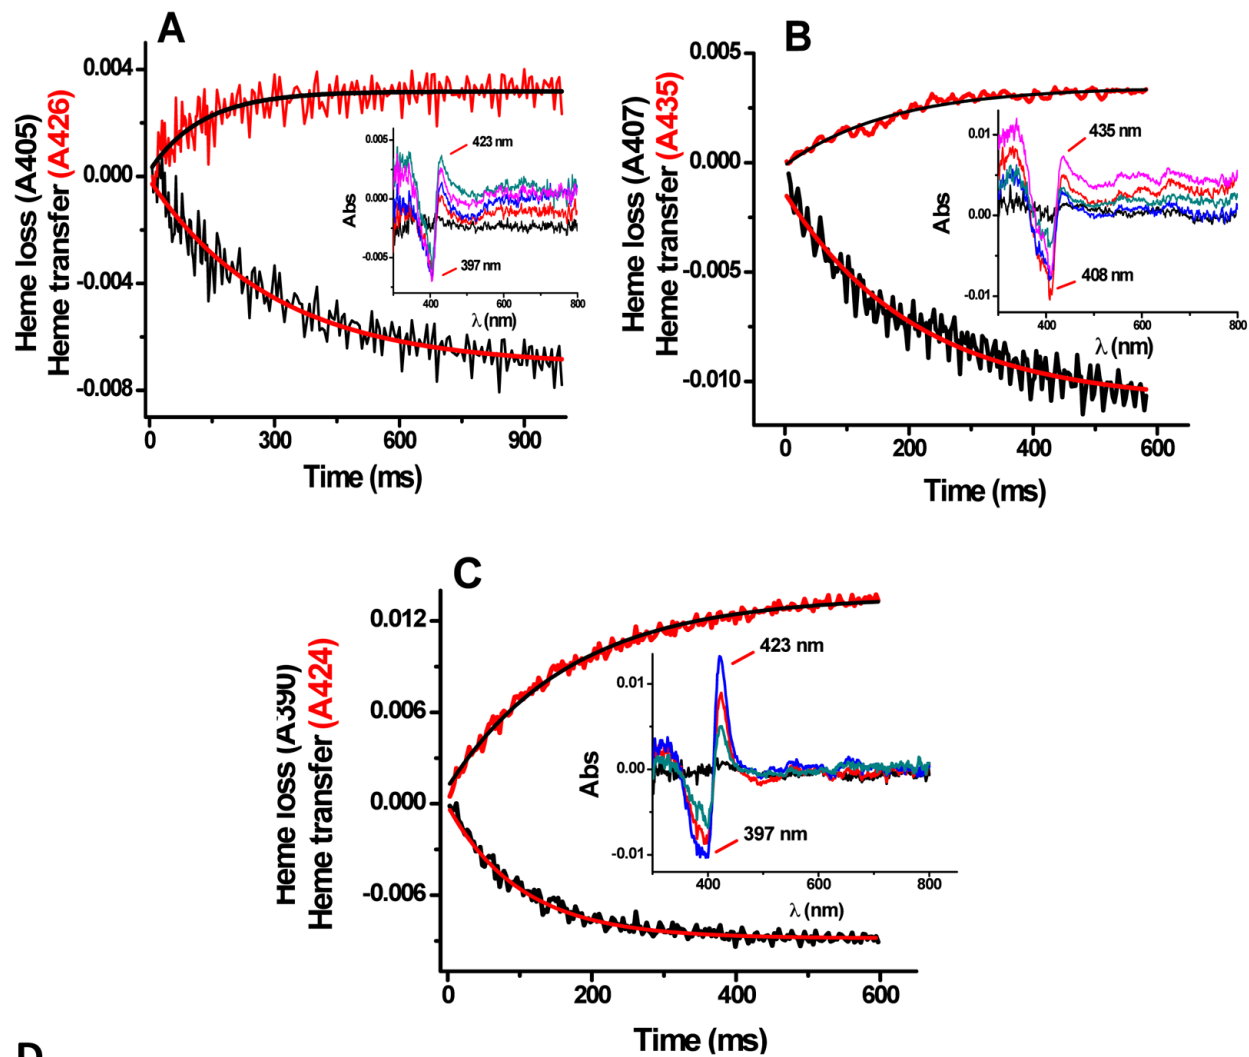 A
Heme loss (A405)
Heme transfer (A426)
0.004
0.000
-0.004
-0.008
0
300
600
900
Time (ms)
Abs
0.005
0.000
-0.005
423 nm
397 nm
400
600
800
λ (nm)
B
Heme loss (A407)
Heme transfer (A435)
0.005
0.000
-0.005
-0.010
0
200
400
600
Time (ms)
Abs
0.01
0.00
-0.01
435 nm
408 nm
400
600
800
λ (nm)
C
Heme loss (A390)
Heme transfer (A424)
0.012
0.006
0.000
-0.006
0
200
400
600
Time (ms)
Abs
0.01
0.00
-0.01
423 nm
397 nm
400
600
800
λ (nm)
D